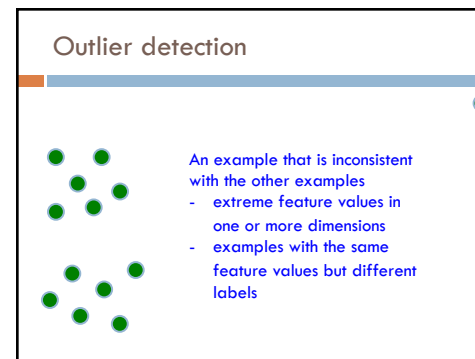 Outlier detection
An example that is inconsistent
with the other examples
- extreme feature values in
one or more dimensions
- examples with the same
feature values but different
labels